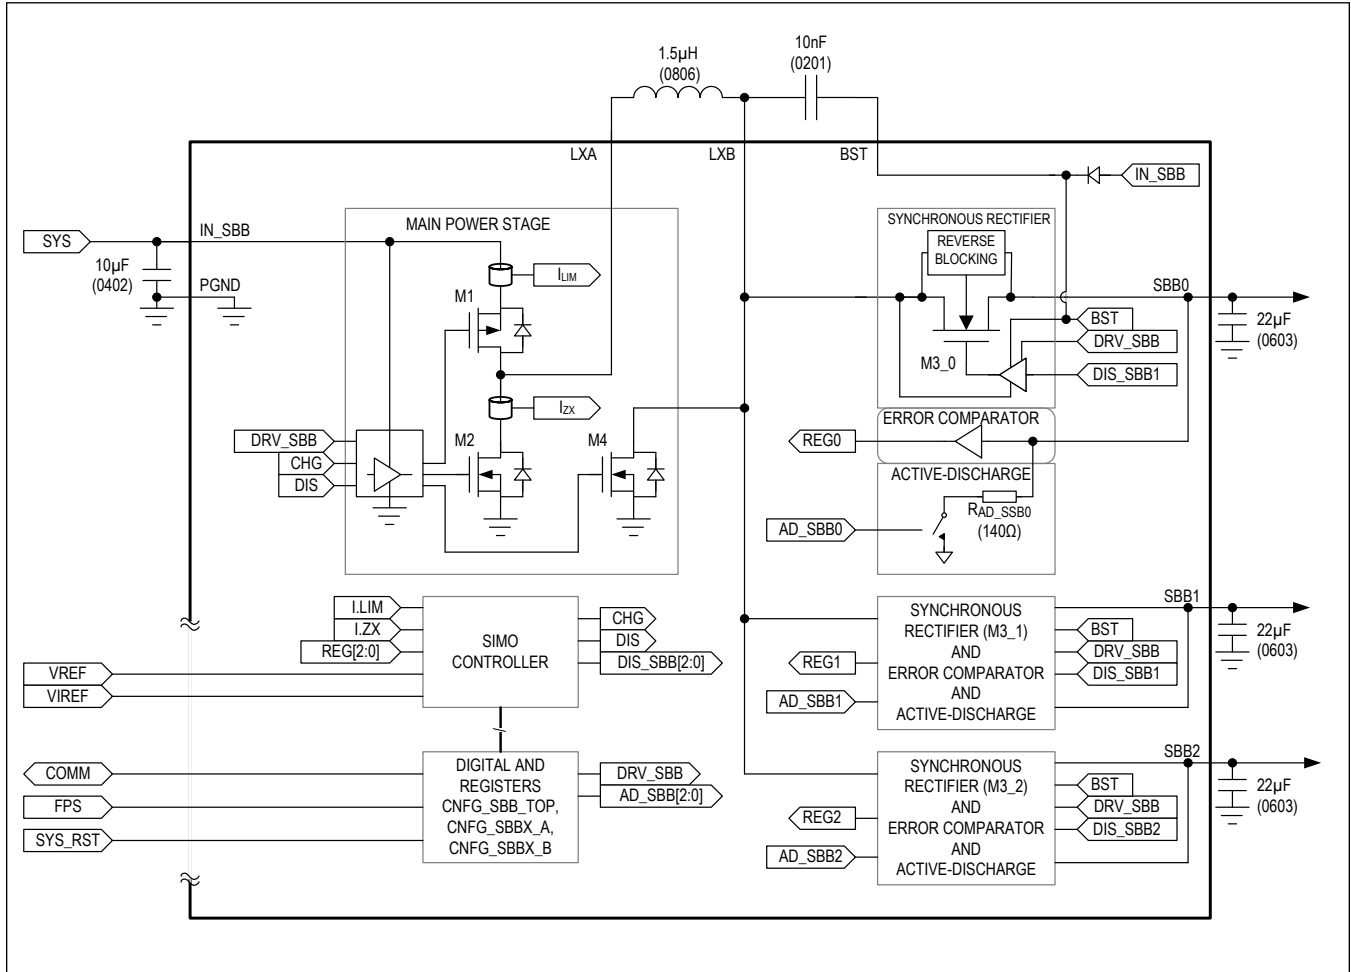 10nF
(0201)
1.5µH
(0806)
LXA
LXB
BST
IN_SBB
SYS
IN_SBB
10µF
(0402)
PGND
MAIN POWER STAGE
ILIM
M1
IZX
M2
M4
DRV_SBB
CHG
DIS
SYNCHRONOUS RECTIFIER
REVERSE
BLOCKING
M3_0
SBB0
BST
DRV_SBB
DIS_SBB1
22µF
(0603)
ERROR COMPARATOR
REG0
ACTIVE-DISCHARGE
RAD_SSB0
(140Ω)
AD_SBB0
I.LIM
I.ZX
REG[2:0]
VREF
VIREF
SIMO
CONTROLLER
CHG
DIS
DIS_SBB[2:0]
SYNCHRONOUS
RECTIFIER (M3_1)
AND
ERROR COMPARATOR
AND
ACTIVE-DISCHARGE
REG1
AD_SBB1
SBB1
BST
DRV_SBB
DIS_SBB1
22µF
(0603)
COMM
FPS
SYS_RST
DIGITAL AND
REGISTERS
CNFG_SBB_TOP,
CNFG_SBBX_A,
CNFG_SBBX_B
DRV_SBB
AD_SBB[2:0]
SYNCHRONOUS
RECTIFIER (M3_2)
AND
ERROR COMPARATOR
AND
ACTIVE-DISCHARGE
REG2
AD_SBB2
SBB2
BST
DRV_SBB
DIS_SBB2
22µF
(0603)